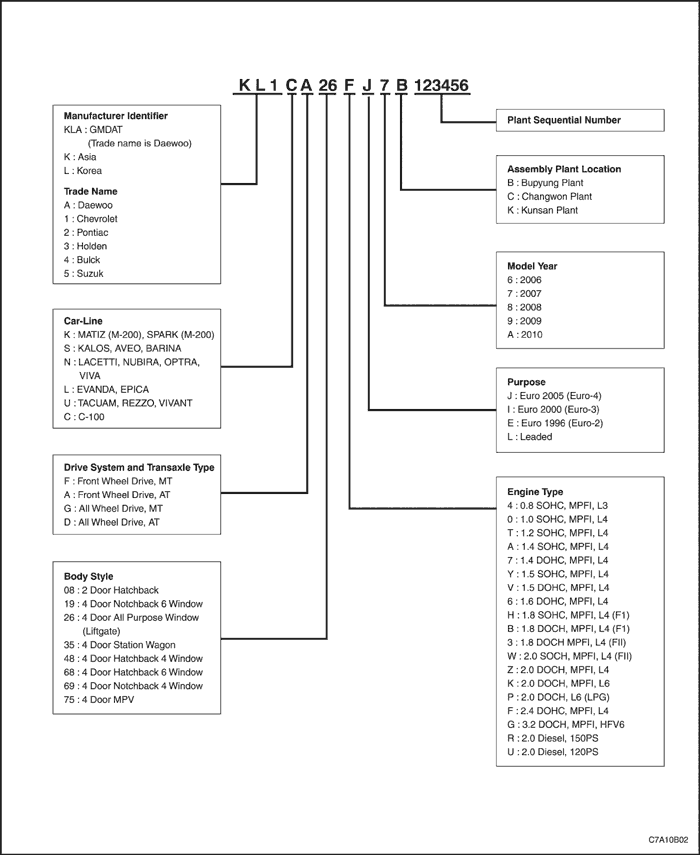 K L 1 C A 26 F J 7 B 123456
Manufacturer Identifier
KLA : GMDAT
(Trade name is Daewoo)
K : Asia
L : Korea
Trade Name
A : Daewoo
1 : Chevrolet
2 : Pontiac
3 : Holden
4 : Bulck
5 : Suzuk
Car-Line
K : MATIZ (M-200), SPARK (M-200)
S : KALOS, AVEO, BARINA
N : LACETTI, NUBIRA, OPTRA,
VIVA
L : EVANDA, EPICA
U : TACUAM, REZZO, VIVANT
C : C-100
Drive System and Transaxle Type
F : Front Wheel Drive, MT
A : Front Wheel Drive, AT
G : All Wheel Drive, MT
D : All Wheel Drive, AT
Body Style
08 : 2 Door Hatchback
19 : 4 Door Notchback 6 Window
26 : 4 Door All Purpose Window
(Liftgate)
35 : 4 Door Station Wagon
48 : 4 Door Hatchback 4 Window
68 : 4 Door Hatchback 6 Window
69 : 4 Door Notchback 4 Window
75 : 4 Door MPV
Plant Sequential Number
Assembly Plant Location
B : Bupyung Plant
C : Changwon Plant
K : Kunsan Plant
Model Year
6 : 2006
7 : 2007
8 : 2008
9 : 2009
A : 2010
Purpose
J : Euro 2005 (Euro-4)
I : Euro 2000 (Euro-3)
E : Euro 1996 (Euro-2)
L : Leaded
Engine Type
4 : 0.8 SOHC, MPFI, L3
0 : 1.0 SOHC, MPFI, L4
T : 1.2 SOHC, MPFI, L4
A : 1.4 SOHC, MPFI, L4
7 : 1.4 DOHC, MPFI, L4
Y : 1.5 SOHC, MPFI, L4
V : 1.5 DOHC, MPFI, L4
6 : 1.6 DOHC, MPFI, L4
H : 1.8 SOHC, MPFI, L4 (F1)
B : 1.8 DOCH, MPFI, L4 (F1)
3 : 1.8 DOCH MPFI, L4 (FII)
W : 2.0 SOCH, MPFI, L4 (FII)
Z : 2.0 DOCH, MPFI, L4
K : 2.0 DOCH, MPFI, L6
P : 2.0 DOCH, L6 (LPG)
F : 2.4 DOHC, MPFI, L4
G : 3.2 DOCH, MPFI, HFV6
R : 2.0 Diesel, 150PS
U : 2.0 Diesel, 120PS
C7A10B02